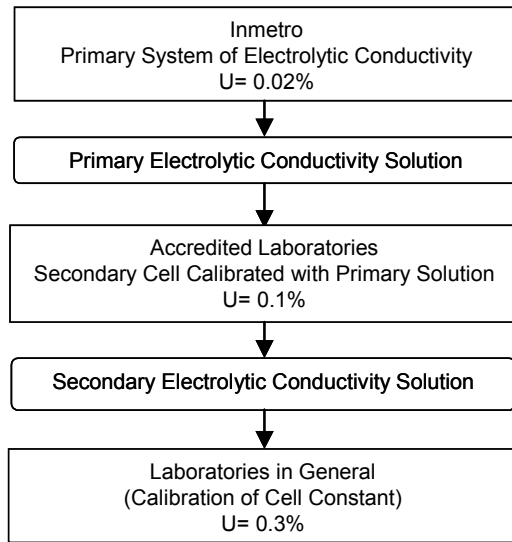 Inmetro
Primary System of Electrolytic Conductivity
U= 0.02%
Primary Electrolytic Conductivity Solution
Accredited Laboratories
Secondary Cell Calibrated with Primary Solution
U= 0.1%
Secondary Electrolytic Conductivity Solution
Laboratories in General
(Calibration of Cell Constant)
U= 0.3%